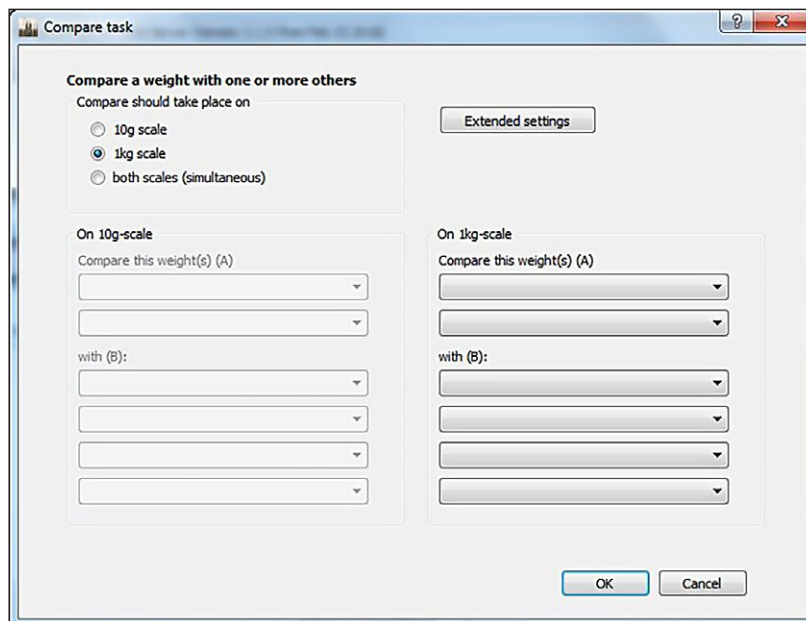 Compare task
Compare a weight with one or more others
Compare should take place on
10g scale
1kg scale
both scales (simultaneous)
Extended settings
On 10g-scale
Compare this weight(s) (A)
with (B):
On 1kg-scale
Compare this weight(s) (A)
with (B):
OK
Cancel